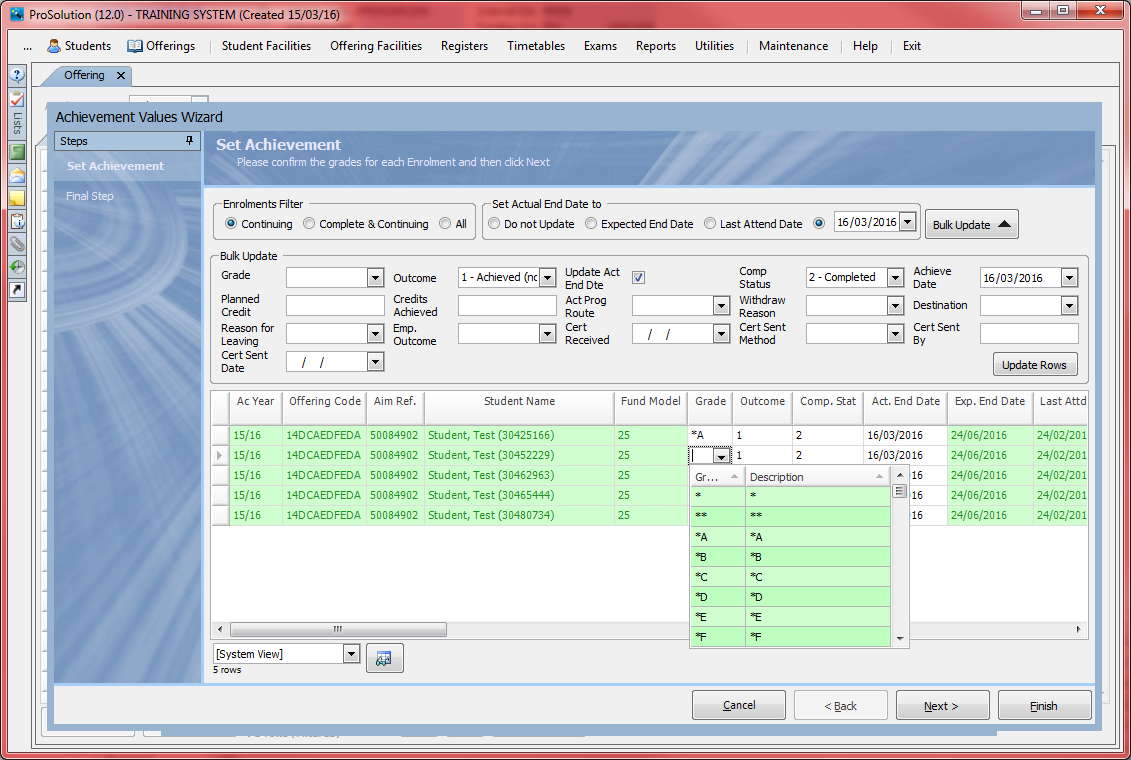 ProSolution (12.0) - TRAINING SYSTEM (Created 15/03/16)
... Students Offerings Student Facilities Offering Facilities Registers Timetables Exams Reports Utilities Maintenance Help Exit
Offering
Lists
Achievement Values Wizard
Steps
Set Achievement
Final Step
Set Achievement
Please confirm the grades for each Enrolment and then click Next
Enrolments Filter
Continuing Complete & Continuing All
Set Actual End Date to
Do not Update Expected End Date Last Attend Date 16/03/2016
Bulk Update
Bulk Update
Grade Outcome 1 - Achieved (nc Update Act End Dte Comp Status 2 - Completed Achieve Date 16/03/2016
Planned Credit Credits Achieved Act Prog Route Withdraw Reason Destination
Reason for Leaving Emp. Outcome Cert Received / / Cert Sent Method Cert Sent By
Cert Sent Date / /
Update Rows
Ac Year Offering Code Aim Ref. Student Name Fund Model Grade Outcome Comp. Stat Act. End Date Exp. End Date Last Attd
15/16 14DCAEDFEDA 50084902 Student, Test (30425166) 25 *A 1 2 16/03/2016 24/06/2016 24/02/201
15/16 14DCAEDFEDA 50084902 Student, Test (30452229) 25 1 2 16/03/2016 24/06/2016 24/02/201
15/16 14DCAEDFEDA 50084902 Student, Test (30462963) 25 16 24/06/2016 24/02/201
15/16 14DCAEDFEDA 50084902 Student, Test (30465444) 25 16 24/06/2016 24/02/201
15/16 14DCAEDFEDA 50084902 Student, Test (30480734) 25 16 24/06/2016 24/02/201
Gr... Description
* *
** **
*A *A
*B *B
*C *C
*D *D
*E *E
*F *F
[System View]
5 rows
Cancel < Back Next > Finish